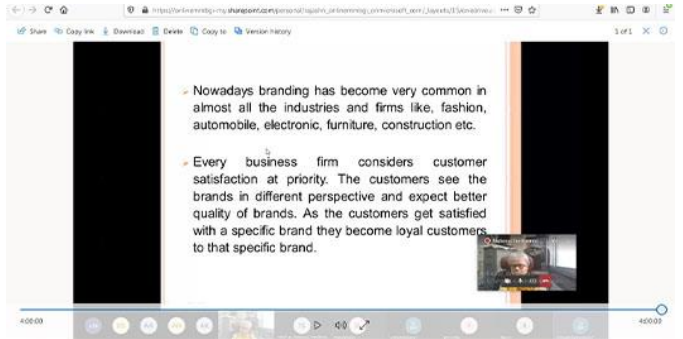 Share Copy link Download Delete Copy to Version history 1 of 1
Nowadays branding has become very common in
almost all the industries and firms like, fashion,
automobile, electronic, furniture, construction etc.
Every business firm considers customer
satisfaction at priority. The customers see the
brands in different perspective and expect better
quality of brands. As the customers get satisfied
with a specific brand they become loyal customers
to that specific brand.
4:00:00 4:00:00